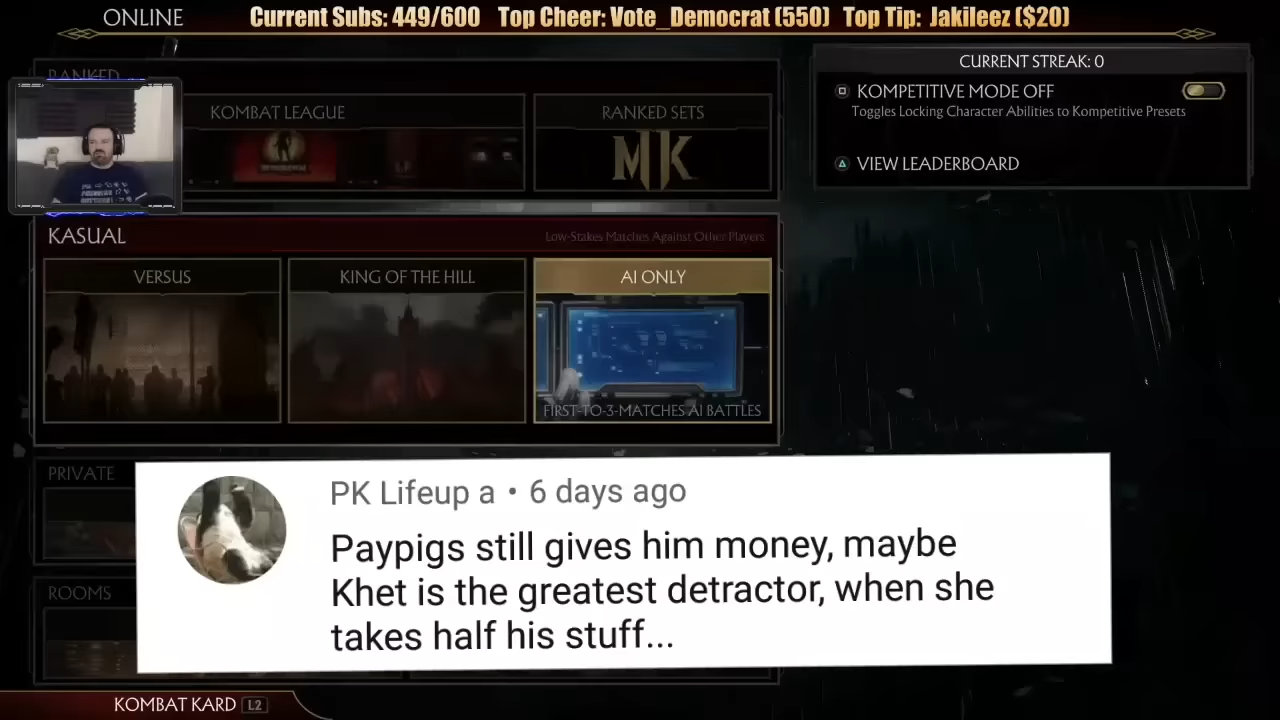 ONLINE
Current Subs: 449/600 Top Cheer: Vote_Democrat (550) Top Tip: Jakileez ($20)
RANKED
KOMBAT LEAGUE
RANKED SETS
MK
CURRENT STREAK: 0
KOMPETITIVE MODE OFF
Toggles Locking Character Abilities to Kompetitive Presets
VIEW LEADERBOARD
KASUAL
Low-Stakes Matches Against Other Players
VERSUS
KING OF THE HILL
AI ONLY
FIRST-TO-3-MATCHES AI BATTLES
PRIVATE
ROOMS
PK Lifeup a • 6 days ago
Paypigs still gives him money, maybe
Khet is the greatest detractor, when she
takes half his stuff...
KOMBAT KARD L2